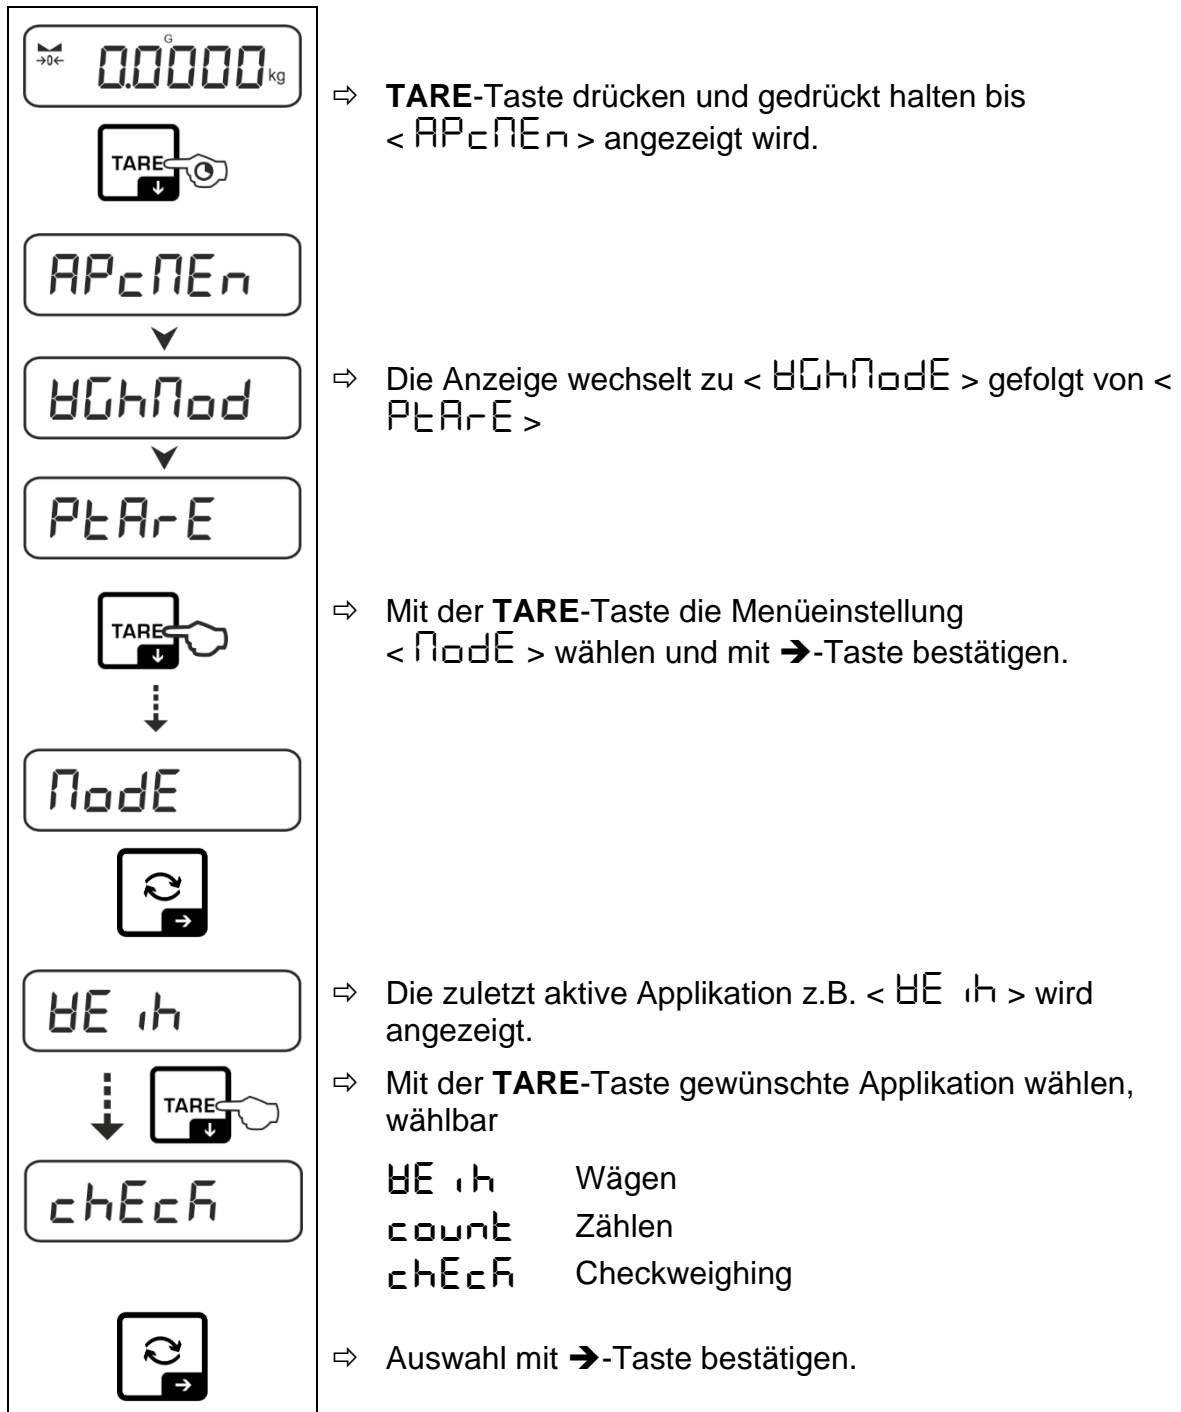 →0← G 0.0000 kg
⇨ TARE-Taste drücken und gedrückt halten bis
< APcMEn > angezeigt wird.
TARE
APcMEn
WGhMod
⇨ Die Anzeige wechselt zu < WGhModE > gefolgt von <
PtArE >
PtArE
⇨ Mit der TARE-Taste die Menüeinstellung
< ModE > wählen und mit ➔-Taste bestätigen.
TARE
ModE
WEih
⇨ Die zuletzt aktive Applikation z.B. < WEih > wird
angezeigt.
⇨ Mit der TARE-Taste gewünschte Applikation wählen,
wählbar
TARE
WEih Wägen
count Zählen
chEck Checkweighing
chEck
⇨ Auswahl mit ➔-Taste bestätigen.